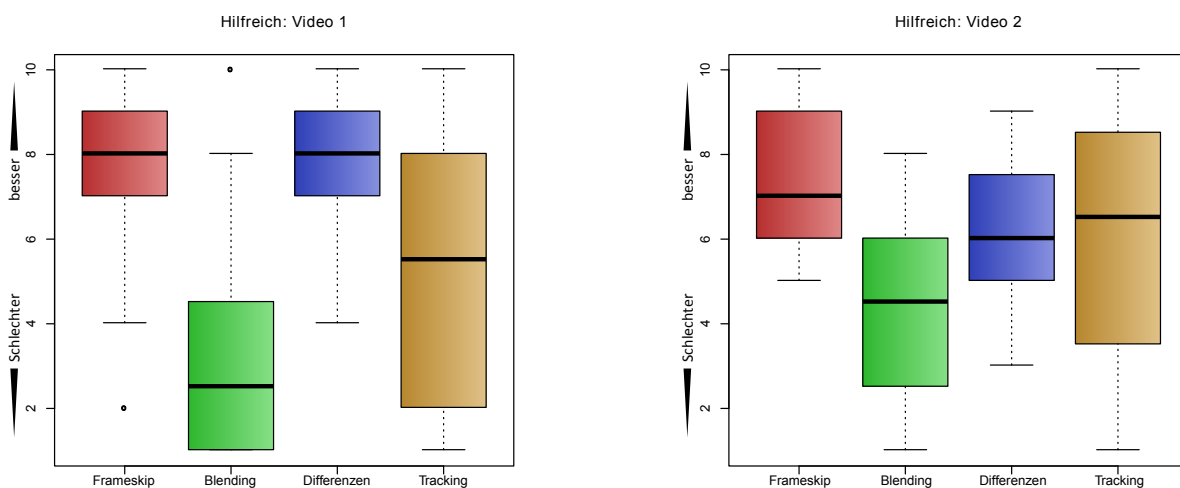 Hilfreich: Video 1
10
8
6
4
2
besser
Schlechter
Frameskip Blending Differenzen Tracking
Hilfreich: Video 2
10
8
6
4
2
besser
Schlechter
Frameskip Blending Differenzen Tracking